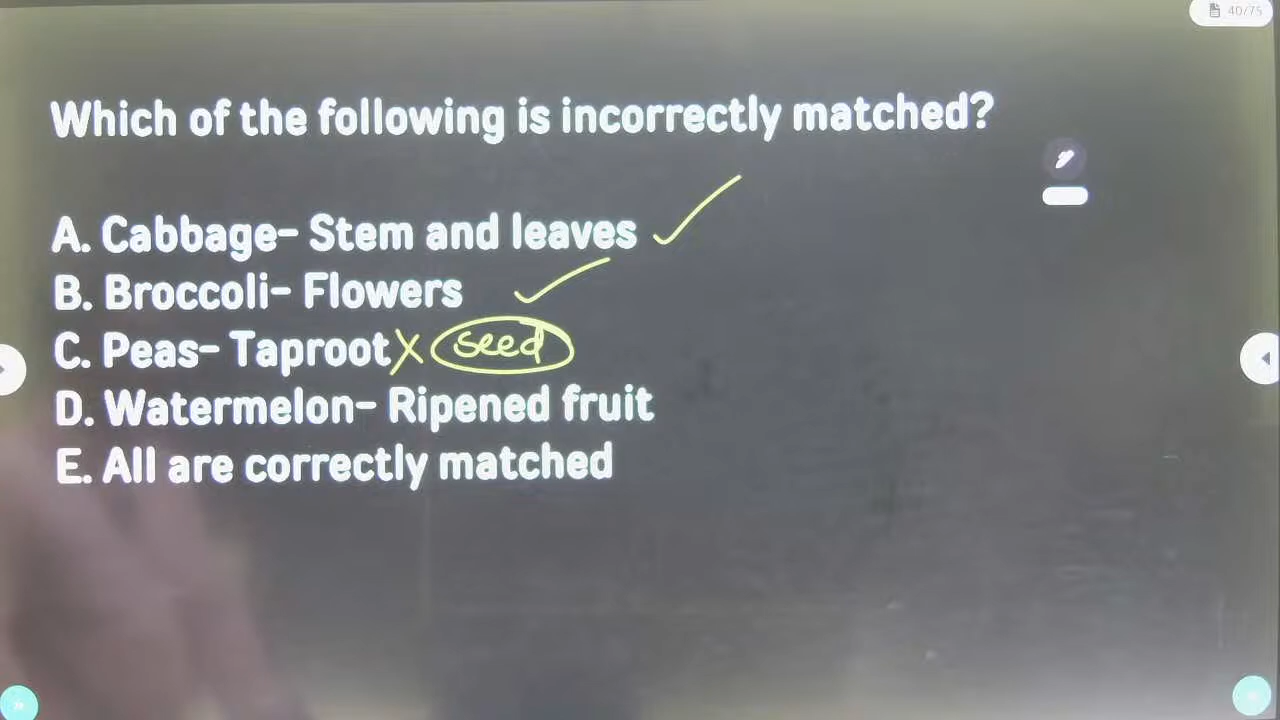 40/75
Which of the following is incorrectly matched?
A. Cabbage- Stem and leaves
B. Broccoli- Flowers
C. Peas- Taproot X seed
D. Watermelon- Ripened fruit
E. All are correctly matched